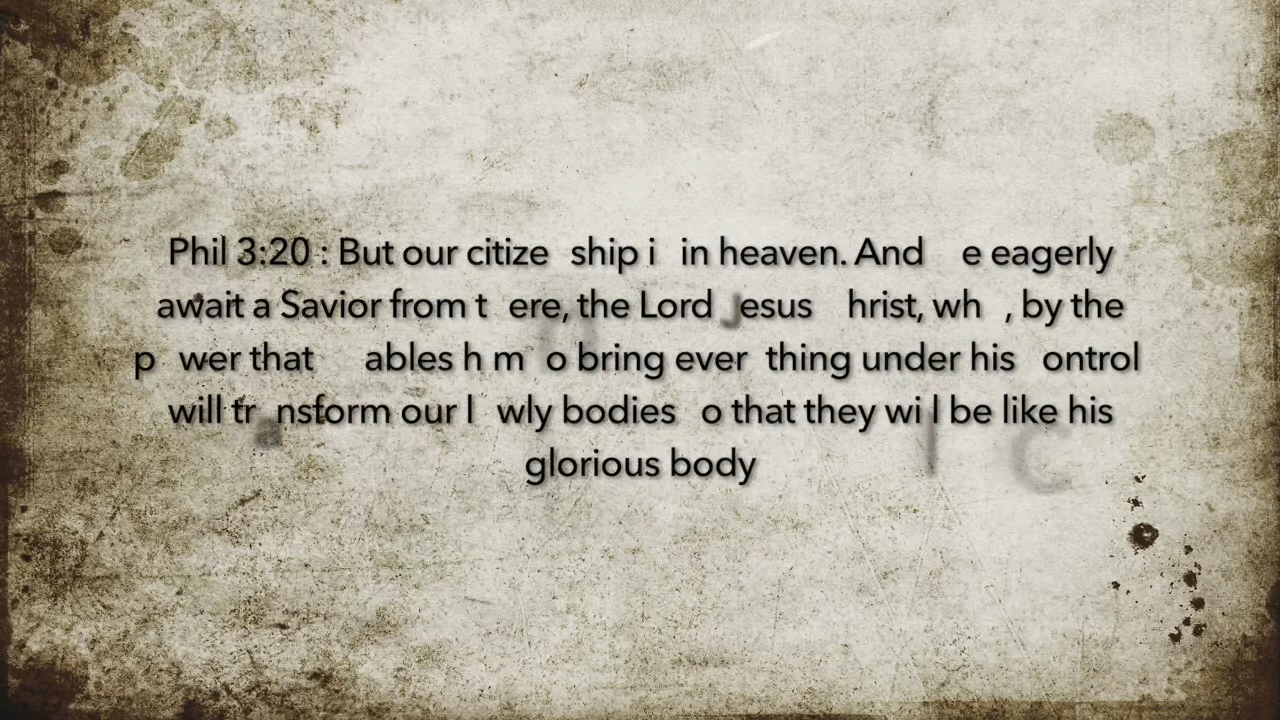 Phil 3:20 : But our citize ship i in heaven. And e eagerly
await a Savior from t ere, the Lord Jesus hrist, wh , by the
p wer that ables h m o bring ever thing under his ontrol
will tr nsform our l wly bodies o that they wi l be like his
glorious body